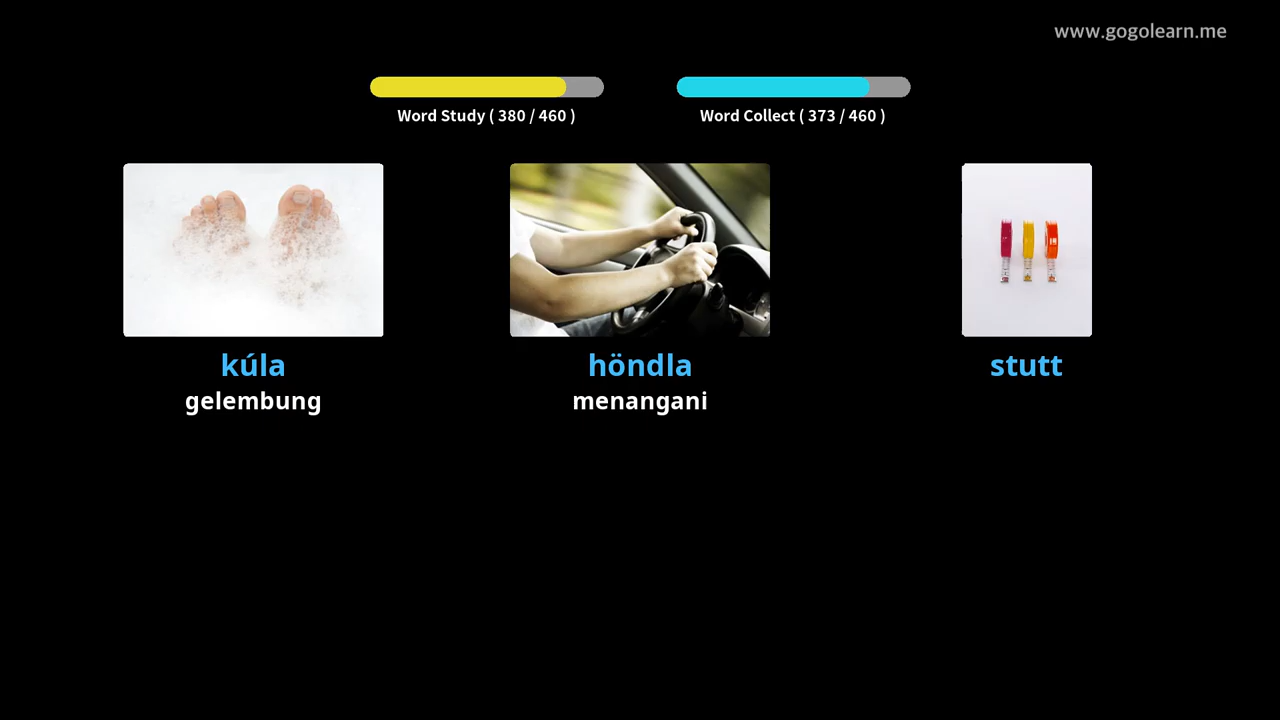 www.gogolearn.me
Word Study ( 380 / 460 )
Word Collect ( 373 / 460 )
kúla
höndla
stutt
gelembung
menangani